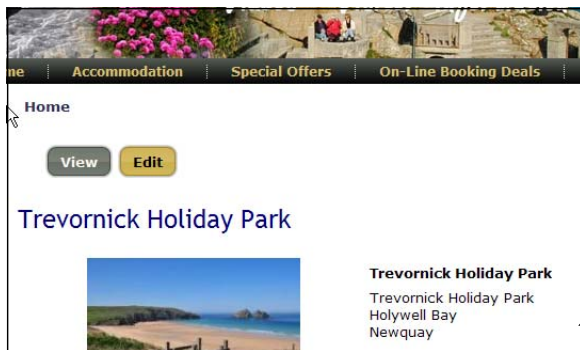 me Accommodation Special Offers On-Line Booking Deals
Home
View Edit
Trevornick Holiday Park
Trevornick Holiday Park
Trevornick Holiday Park
Holywell Bay
Newquay